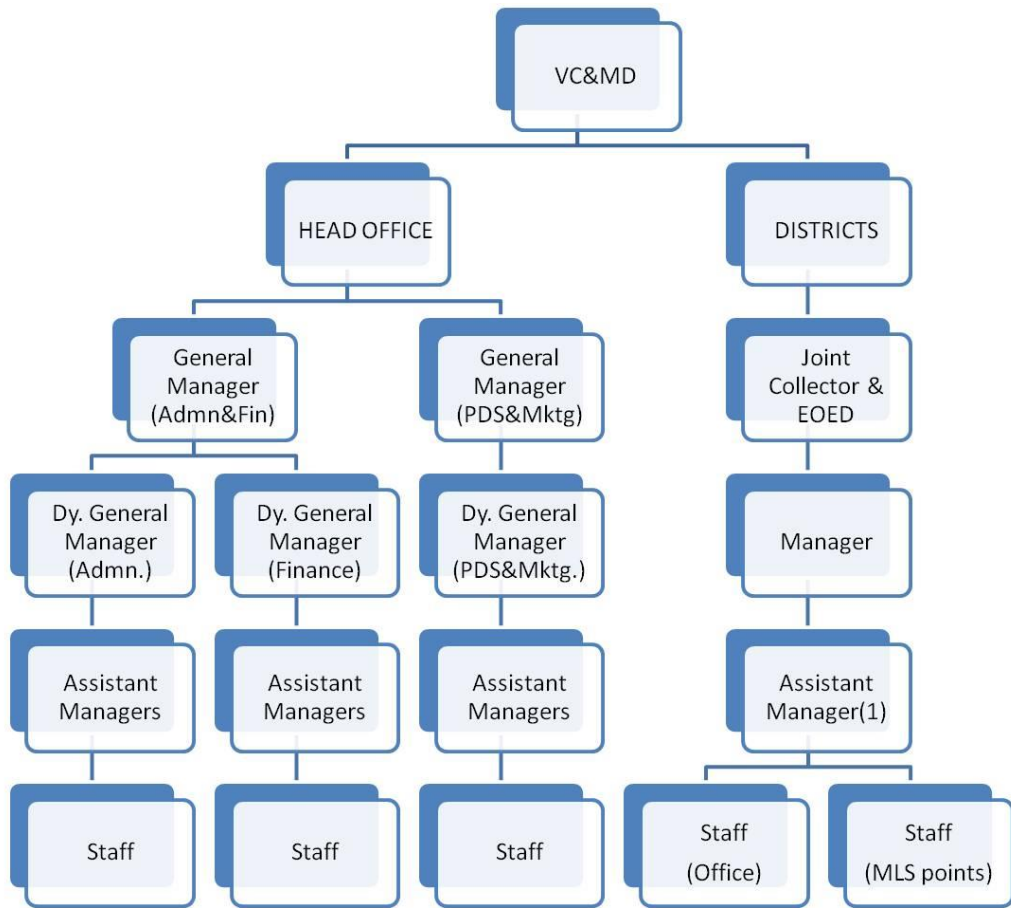 VC&MD
HEAD OFFICE
DISTRICTS
General
Manager
(Admn&Fin)
General
Manager
(PDS&Mktg)
Joint
Collector &
EOED
Dy. General
Manager
(Admn.)
Dy. General
Manager
(Finance)
Dy. General
Manager
(PDS&Mktg.)
Manager
Assistant
Managers
Assistant
Managers
Assistant
Managers
Assistant
Manager(1)
Staff
Staff
Staff
Staff
(Office)
Staff
(MLS points)